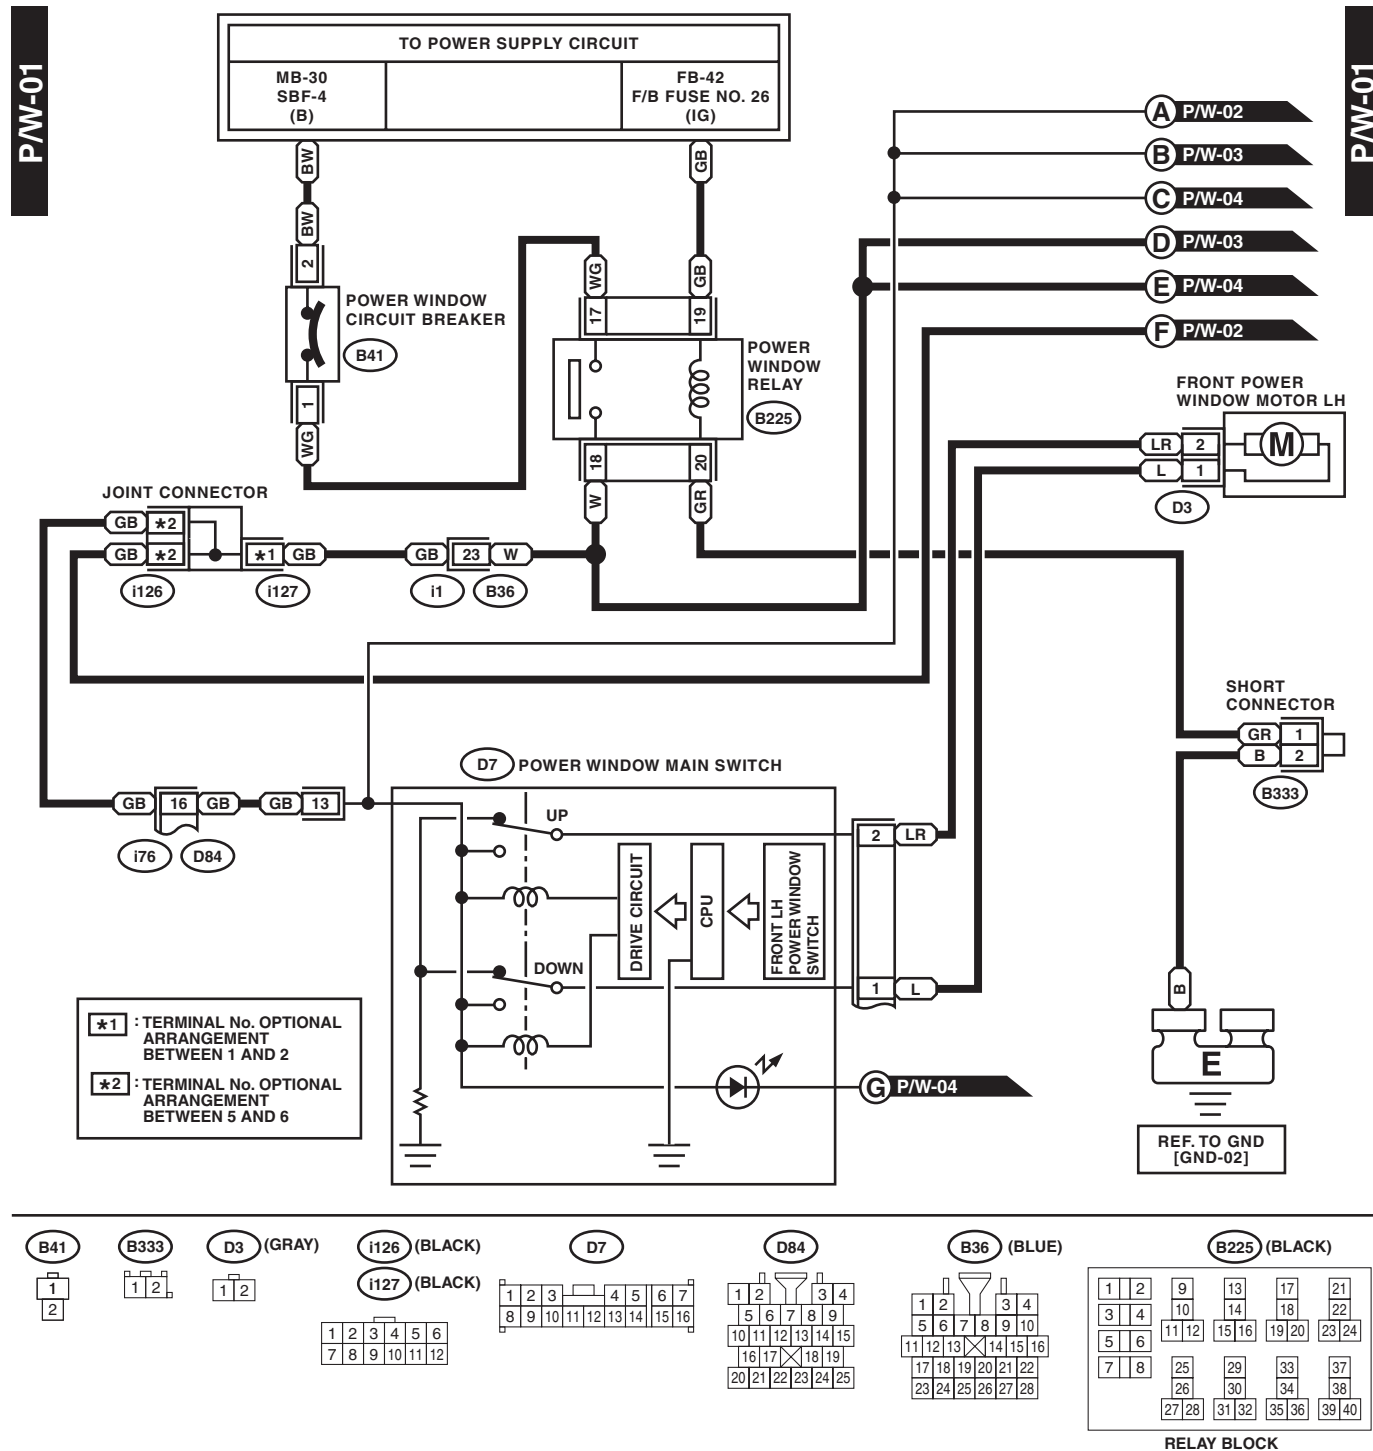 P/W-01
P/W-01
TO POWER SUPPLY CIRCUIT
MB-30
SBF-4
(B)
FB-42
F/B FUSE NO. 26
(IG)
A P/W-02
B P/W-03
C P/W-04
D P/W-03
E P/W-04
F P/W-02
BW
BW
2
POWER WINDOW
CIRCUIT BREAKER
B41
1
WG
GB
WG
GB
17
19
POWER
WINDOW
RELAY
B225
18
20
W
GR
FRONT POWER
WINDOW MOTOR LH
LR 2
L 1
M
D3
JOINT CONNECTOR
GB *2
GB *2
*1 GB
GB 23 W
i126
i127
i1
B36
SHORT
CONNECTOR
GR 1
B 2
B333
D7 POWER WINDOW MAIN SWITCH
GB 16 GB
GB 13
i76
D84
UP
DOWN
DRIVE CIRCUIT
CPU
FRONT LH
POWER WINDOW
SWITCH
2 LR
1 L
G P/W-04
B
E
REF. TO GND
[GND-02]
*1 : TERMINAL No. OPTIONAL
ARRANGEMENT
BETWEEN 1 AND 2
*2 : TERMINAL No. OPTIONAL
ARRANGEMENT
BETWEEN 5 AND 6
B41
1
2
B333
1 2
D3 (GRAY)
1 2
i126 (BLACK)
i127 (BLACK)
1 2 3 4 5 6
7 8 9 10 11 12
D7
1 2 3 4 5 6 7
8 9 10 11 12 13 14 15 16
D84
1 2 3 4
5 6 7 8 9
10 11 12 13 14 15
16 17 18 19
20 21 22 23 24 25
B36 (BLUE)
1 2 3 4
5 6 7 8 9 10
11 12 13 14 15 16
17 18 19 20 21 22
23 24 25 26 27 28
B225 (BLACK)
1 2
3 4
5 6
7 8
9 13 17 21
10 14 18 22
11 12 15 16 19 20 23 24
25 29 33 37
26 30 34 38
27 28 31 32 35 36 39 40
RELAY BLOCK